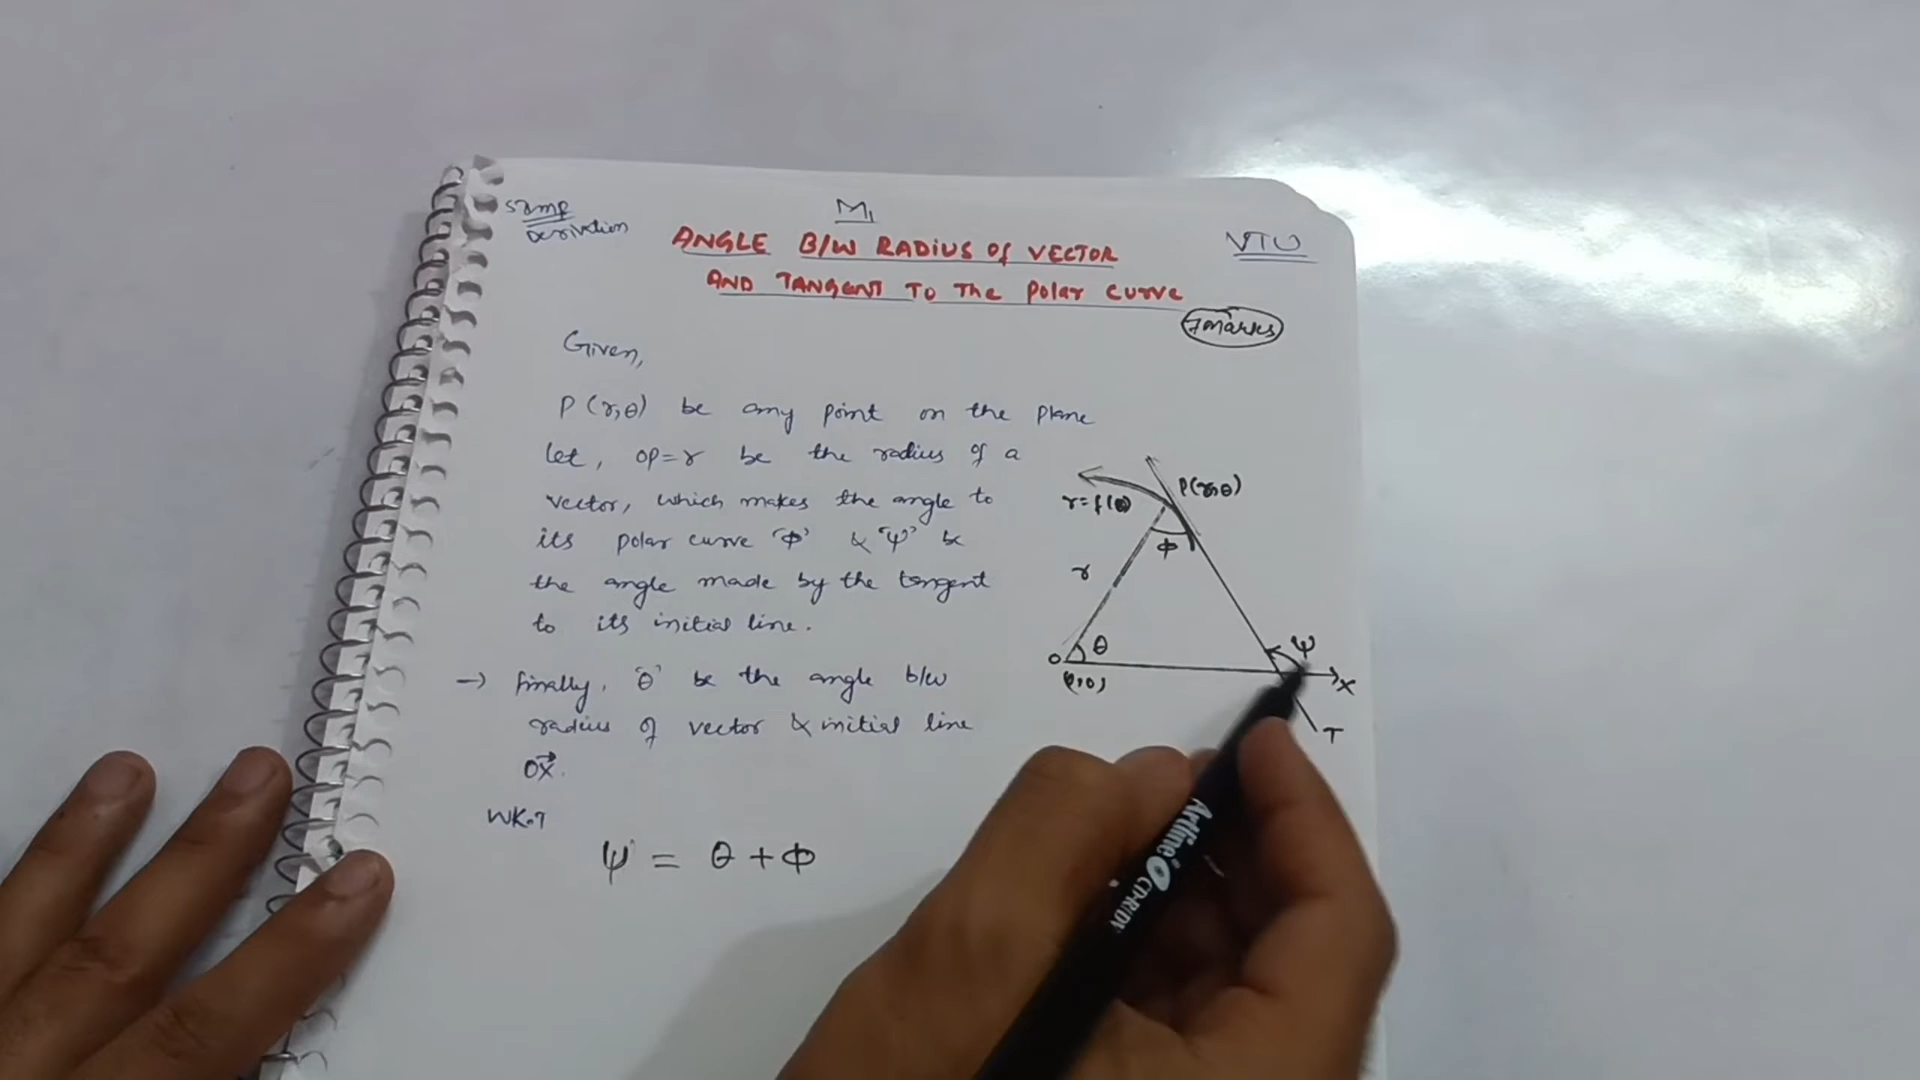 M1
VTU
Derivation
ANGLE B/W RADIUS Of VECTOR
AND TANGENT TO The Polar curve
7marks
Given,
P(r,θ) be any point on the plane
let, op=r be the radius of a
vector, which makes the angle to
its polar curve 'ϕ' & 'ψ' be
the angle made by the tangent
to its initial line.
→ finally, 'θ' be the angle b/w
radius of vector & initial line
OX⃗.
WK.T
ψ = θ + ϕ
P(r,θ)
r=f(θ)
ϕ
r
θ
ψ
O
X
(0,0)
T
Artline CD-R/DV